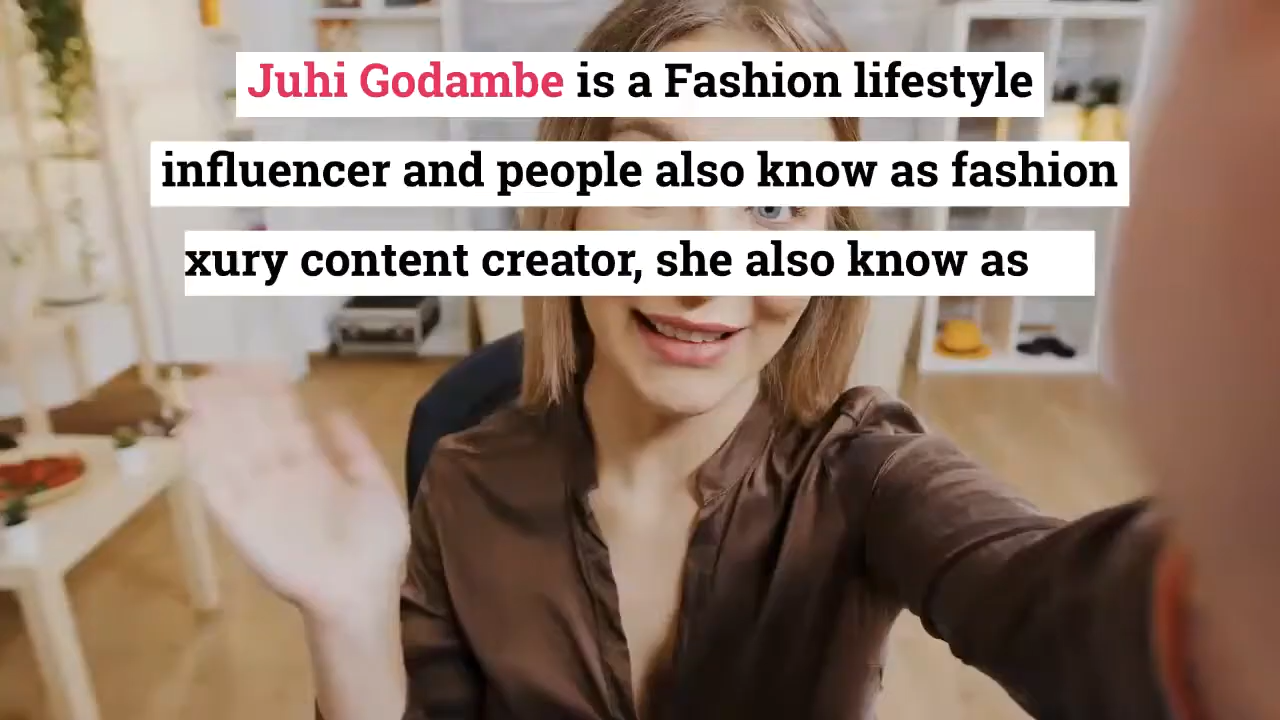 Juhi Godambe is a Fashion lifestyle
influencer and people also know as fashion
xury content creator, she also know as